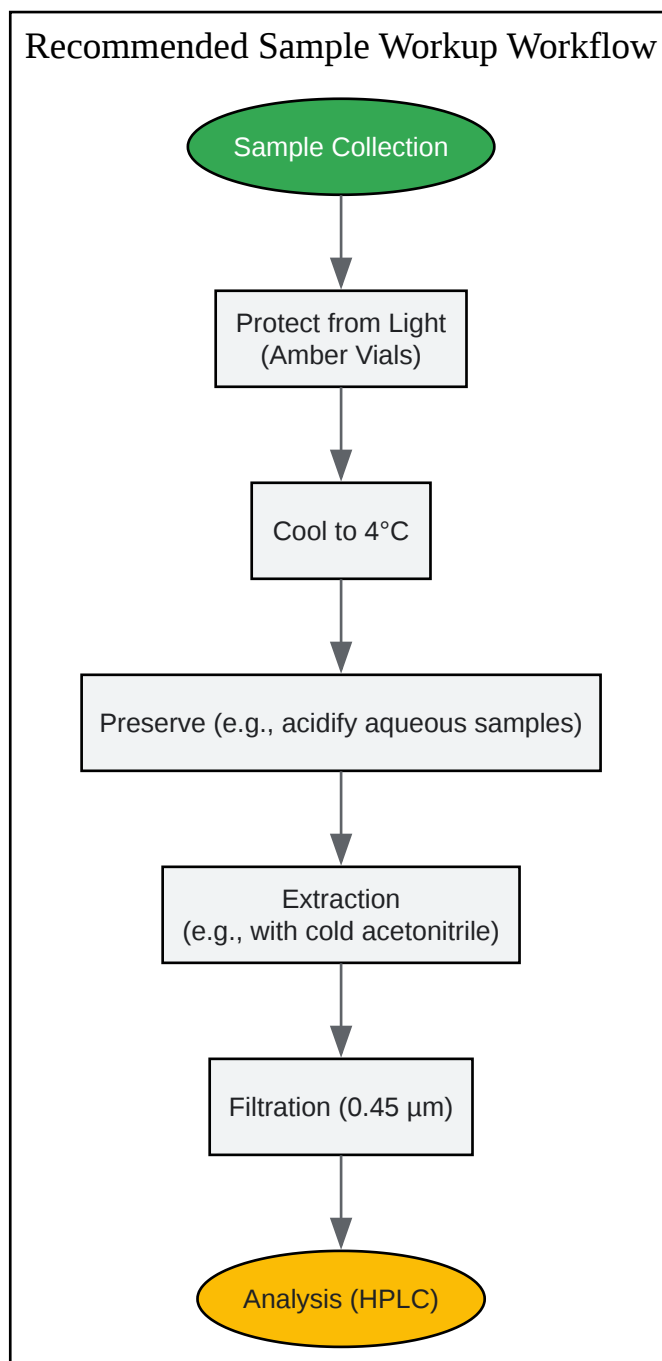 Recommended Sample Workup Workflow
Sample Collection
Protect from Light
(Amber Vials)
Cool to 4°C
Preserve (e.g., acidify aqueous samples)
Extraction
(e.g., with cold acetonitrile)
Filtration (0.45 µm)
Analysis (HPLC)